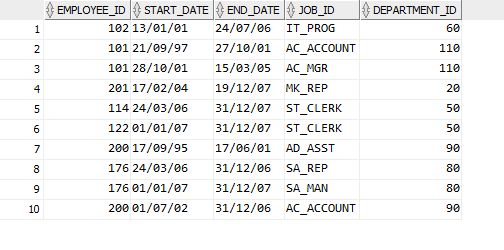 EMPLOYEE_ID START_DATE END_DATE JOB_ID DEPARTMENT_ID
1 102 13/01/01 24/07/06 IT_PROG 60
2 101 21/09/97 27/10/01 AC_ACCOUNT 110
3 101 28/10/01 15/03/05 AC_MGR 110
4 201 17/02/04 19/12/07 MK_REP 20
5 114 24/03/06 31/12/07 ST_CLERK 50
6 122 01/01/07 31/12/07 ST_CLERK 50
7 200 17/09/95 17/06/01 AD_ASST 90
8 176 24/03/06 31/12/06 SA_REP 80
9 176 01/01/07 31/12/07 SA_MAN 80
10 200 01/07/02 31/12/06 AC_ACCOUNT 90